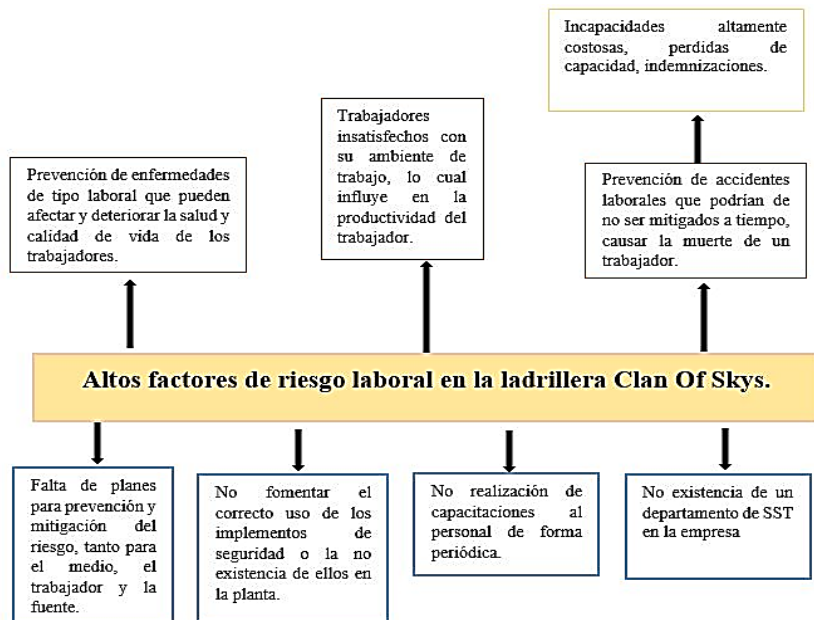 Incapacidades altamente
costosas, perdidas de
capacidad, indemnizaciones.
Trabajadores
insatisfechos con
su ambiente de
trabajo, lo cual
influye en la
productividad del
trabajador.
Prevención de enfermedades
de tipo laboral que pueden
afectar y deteriorar la salud y
calidad de vida de los
trabajadores.
Prevención de accidentes
laborales que podrían de
no ser mitigados a tiempo,
causar la muerte de un
trabajador.
Altos factores de riesgo laboral en la ladrillera Clan Of Skys.
Falta de planes
para prevención y
mitigación del
riesgo, tanto para
el medio, el
trabajador y la
fuente.
No fomentar el
correcto uso de los
implementos de
seguridad o la no
existencia de ellos en
la planta.
No realización de
capacitaciones al
personal de forma
periódica.
No existencia de un
departamento de SST
en la empresa